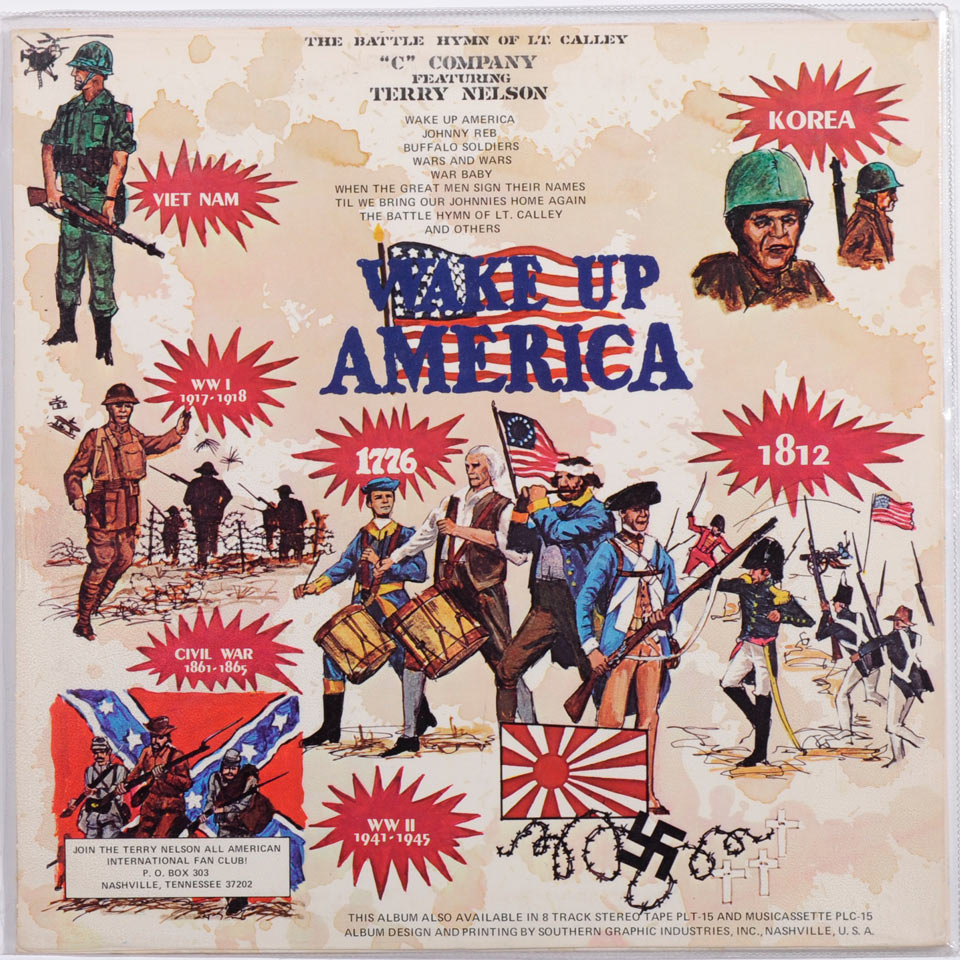 THE BATTLE HYMN OF LT. CALLEY
"C" COMPANY
FEATURING
TERRY NELSON
WAKE UP AMERICA
JOHNNY REB
BUFFALO SOLDIERS
WARS AND WARS
WAR BABY
WHEN THE GREAT MEN SIGN THEIR NAMES
TIL WE BRING OUR JOHNNIES HOME AGAIN
THE BATTLE HYMN OF LT. CALLEY
AND OTHERS
KOREA
VIET NAM
WAKE UP
AMERICA
WW I
1917-1918
1776
1812
CIVIL WAR
1861-1865
WW II
1941-1945
JOIN THE TERRY NELSON ALL AMERICAN
INTERNATIONAL FAN CLUB!
P. O. BOX 303
NASHVILLE, TENNESSEE 37202
THIS ALBUM ALSO AVAILABLE IN 8 TRACK STEREO TAPE PLT-15 AND MUSICASSETTE PLC-15
ALBUM DESIGN AND PRINTING BY SOUTHERN GRAPHIC INDUSTRIES, INC., NASHVILLE, U. S. A.